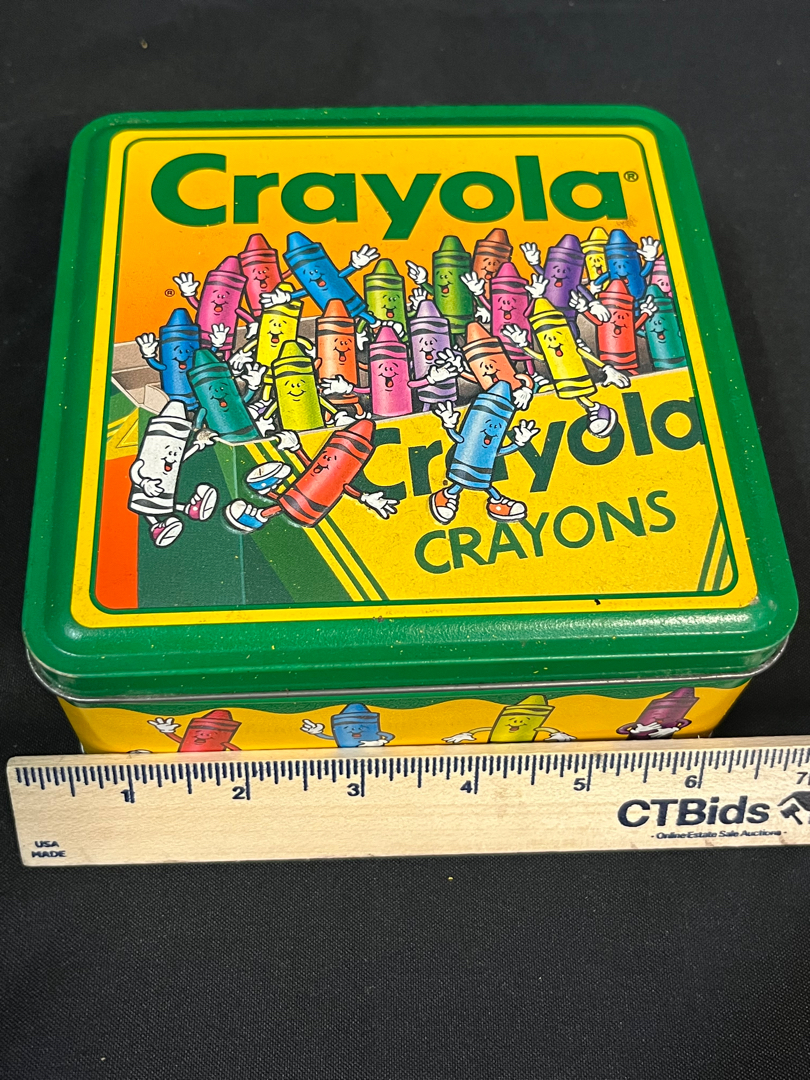 Crayola®
®
Crayola
CRAYONS
1 2 3 4 5 6 7
CTBids
- Online Estate Sale Auctions -
USA
MADE